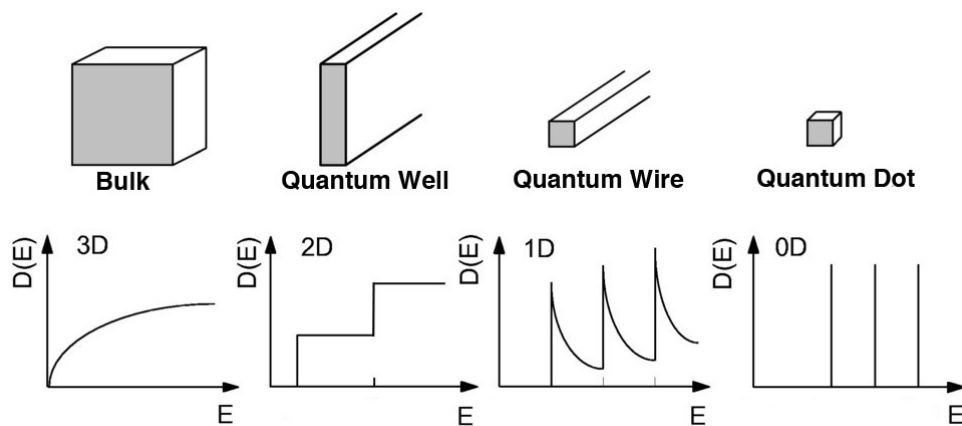 Bulk
Quantum Well
Quantum Wire
Quantum Dot
D(E)
3D
E
D(E)
2D
E
D(E)
1D
E
D(E)
0D
E